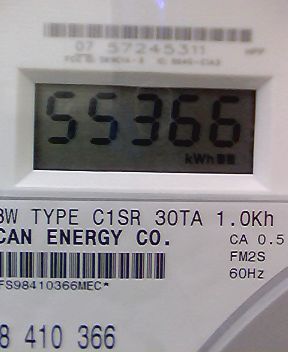 07 57245311
55366
kWh
3W TYPE C1SR 30TA 1.0Kh
CAN ENERGY CO.
CA 0.5
FM2S
60Hz
FS98410366MEC*
8 410 366